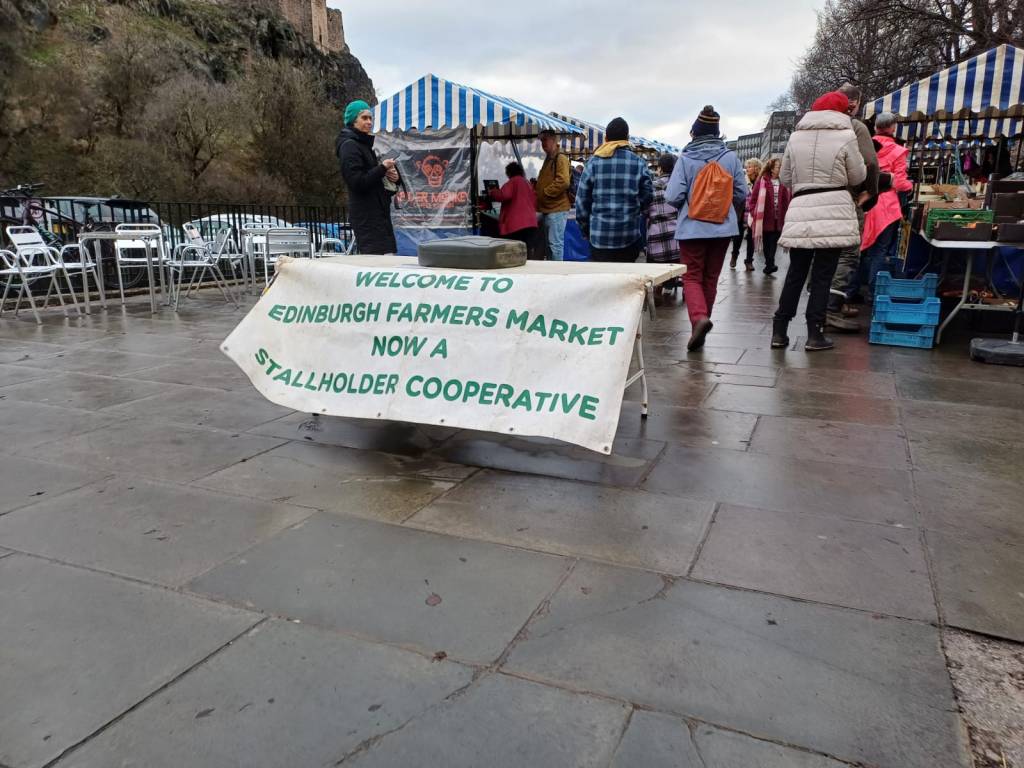 WELCOME TO
EDINBURGH FARMERS MARKET
NOW A
STALLHOLDER COOPERATIVE